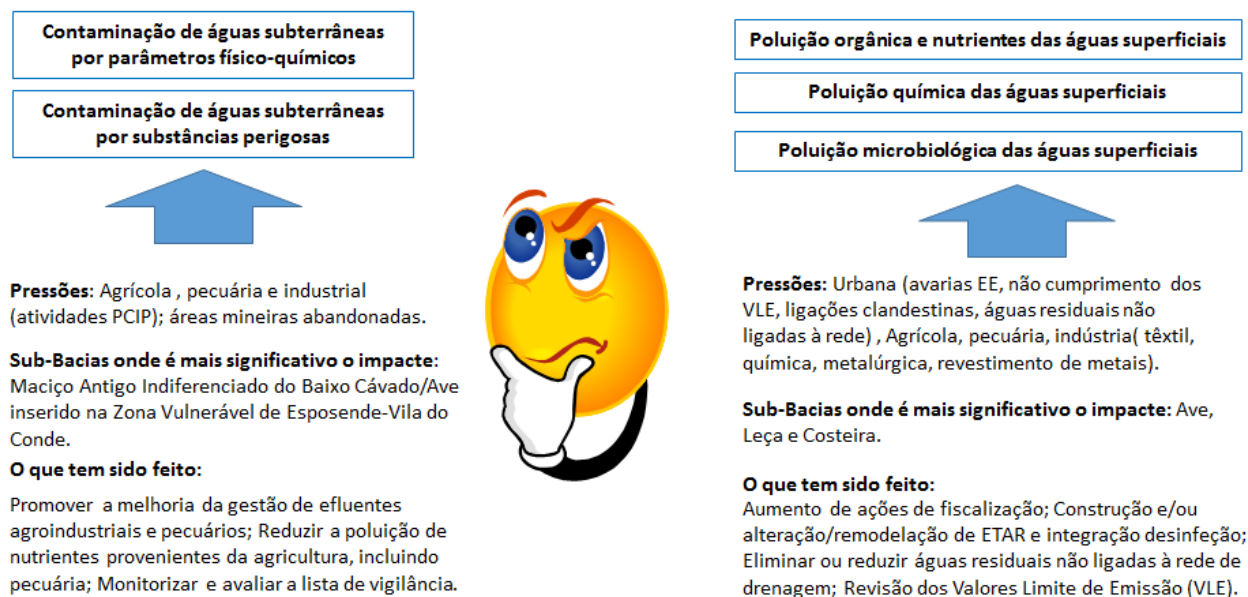 Contaminação de águas subterrâneas
por parâmetros físico-químicos
Contaminação de águas subterrâneas
por substâncias perigosas
Pressões: Agrícola , pecuária e industrial
(atividades PCIP); áreas mineiras abandonadas.
Sub-Bacias onde é mais significativo o impacte:
Maciço Antigo Indiferenciado do Baixo Cávado/Ave
inserido na Zona Vulnerável de Esposende-Vila do
Conde.
O que tem sido feito:
Promover a melhoria da gestão de efluentes
agroindustriais e pecuários; Reduzir a poluição de
nutrientes provenientes da agricultura, incluindo
pecuária; Monitorizar e avaliar a lista de vigilância.
Poluição orgânica e nutrientes das águas superficiais
Poluição química das águas superficiais
Poluição microbiológica das águas superficiais
Pressões: Urbana (avarias EE, não cumprimento dos
VLE, ligações clandestinas, águas residuais não
ligadas à rede) , Agrícola, pecuária, indústria( têxtil,
química, metalúrgica, revestimento de metais).
Sub-Bacias onde é mais significativo o impacte: Ave,
Leça e Costeira.
O que tem sido feito:
Aumento de ações de fiscalização; Construção e/ou
alteração/remodelação de ETAR e integração desinfeção;
Eliminar ou reduzir águas residuais não ligadas à rede de
drenagem; Revisão dos Valores Limite de Emissão (VLE).